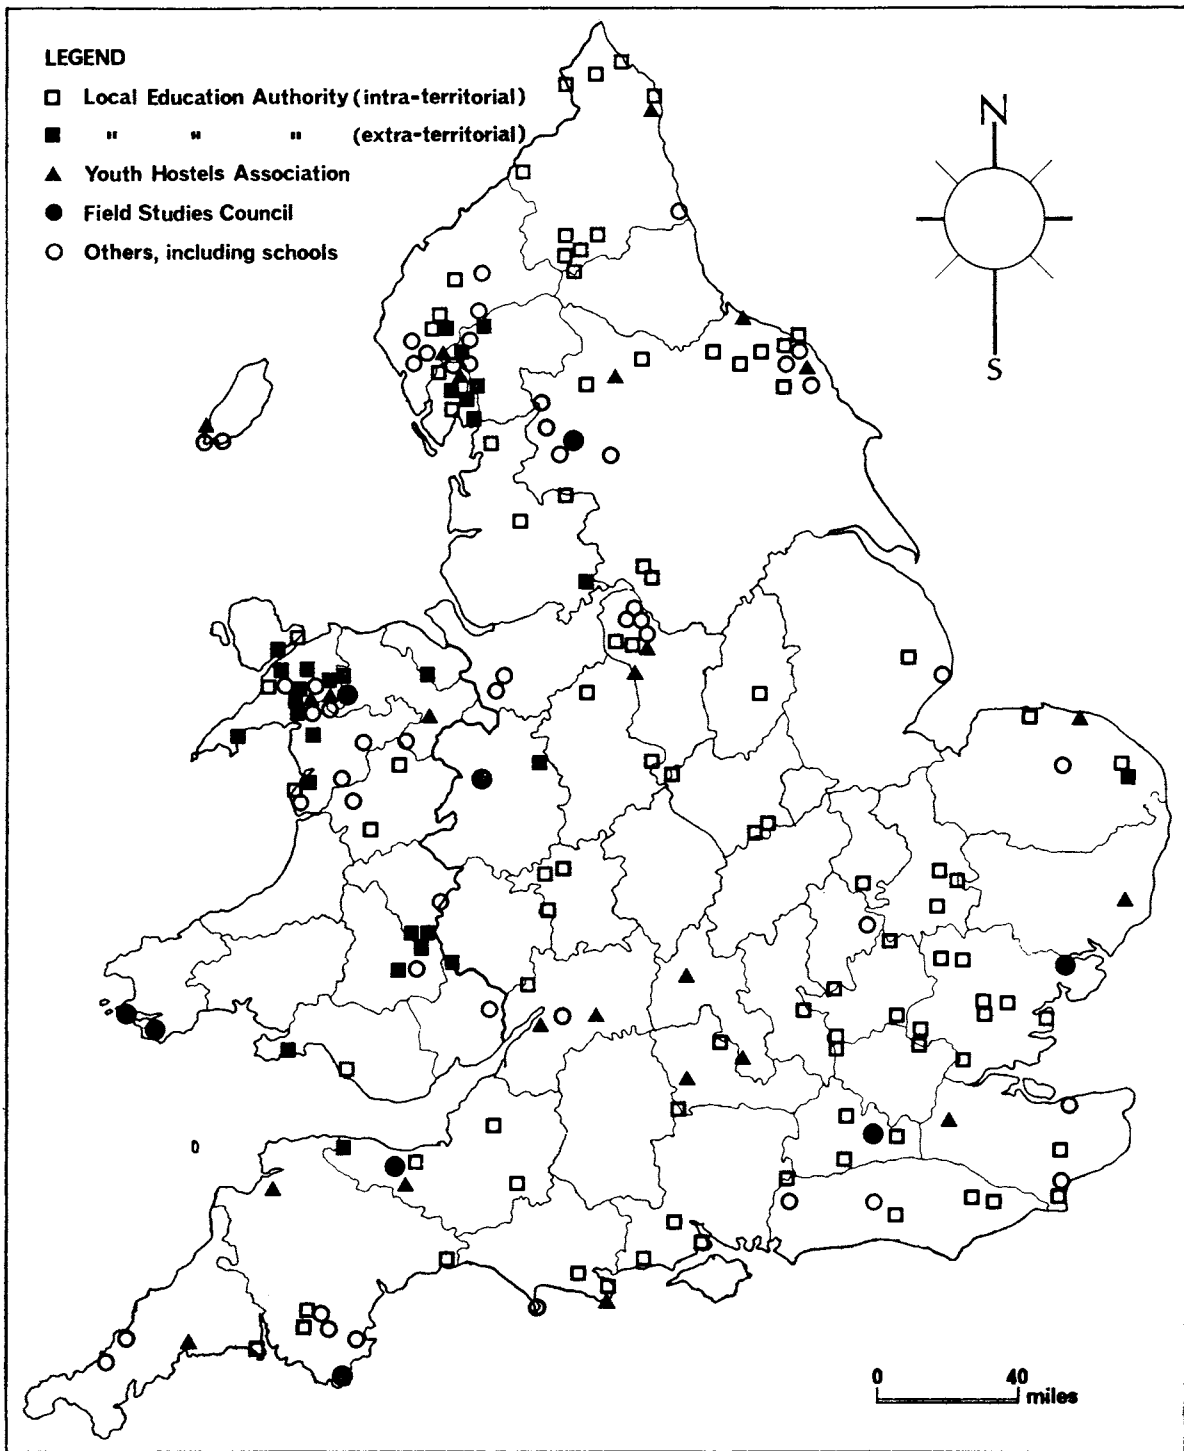 LEGEND
Local Education Authority (intra-territorial)
" " " (extra-territorial)
Youth Hostels Association
Field Studies Council
Others, including schools
N
S
0 40
miles